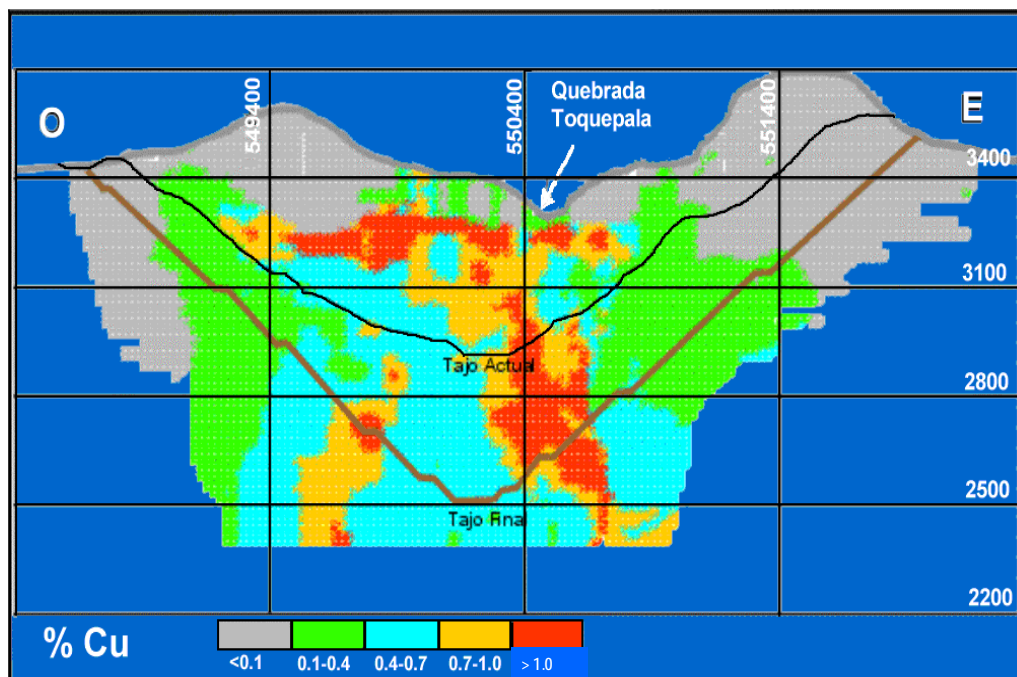 O
549400
550400
551400
E
Quebrada
Toquepala
3400
3100
2800
2500
2200
Tajo Actual
Tajo Final
% Cu
<0.1
0.1-0.4
0.4-0.7
0.7-1.0
> 1.0